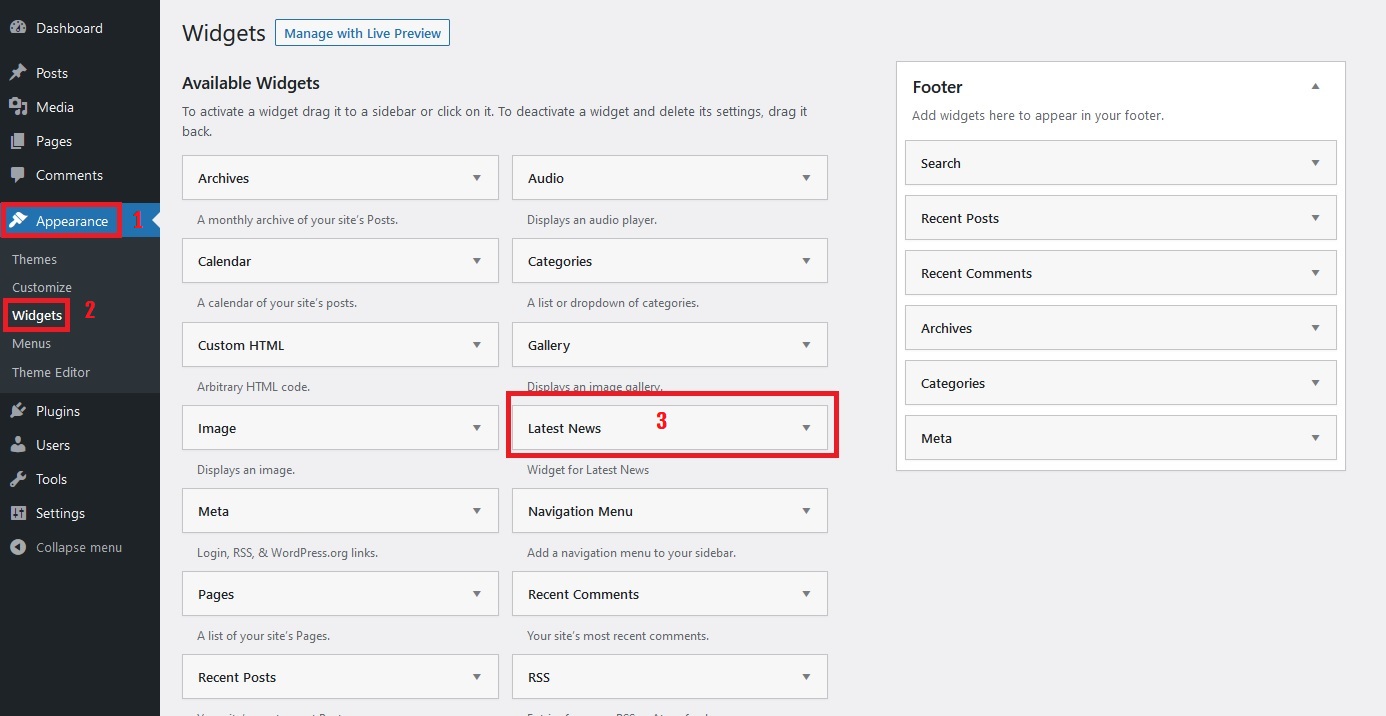 Dashboard
Posts
Media
Pages
Comments
Appearance 1
Themes
Customize
Widgets 2
Menus
Theme Editor
Plugins
Users
Tools
Settings
Collapse menu
Widgets Manage with Live Preview
Available Widgets
To activate a widget drag it to a sidebar or click on it. To deactivate a widget and delete its settings, drag it
back.
Archives
A monthly archive of your site's Posts.
Audio
Displays an audio player.
Calendar
A calendar of your site's posts.
Categories
A list or dropdown of categories.
Custom HTML
Arbitrary HTML code.
Gallery
Displays an image gallery.
Image
Displays an image.
Latest News 3
Widget for Latest News
Meta
Login, RSS, & WordPress.org links.
Navigation Menu
Add a navigation menu to your sidebar.
Pages
A list of your site's Pages.
Recent Comments
Your site's most recent comments.
Recent Posts
RSS
Footer
Add widgets here to appear in your footer.
Search
Recent Posts
Recent Comments
Archives
Categories
Meta